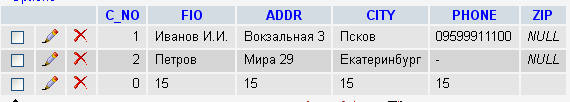 C_NO FIO ADDR CITY PHONE ZIP
1 Иванов И.И. Вокзальная 3 Псков 09599911100 NULL
2 Петров Мира 29 Екатеринбург - NULL
0 15 15 15 15